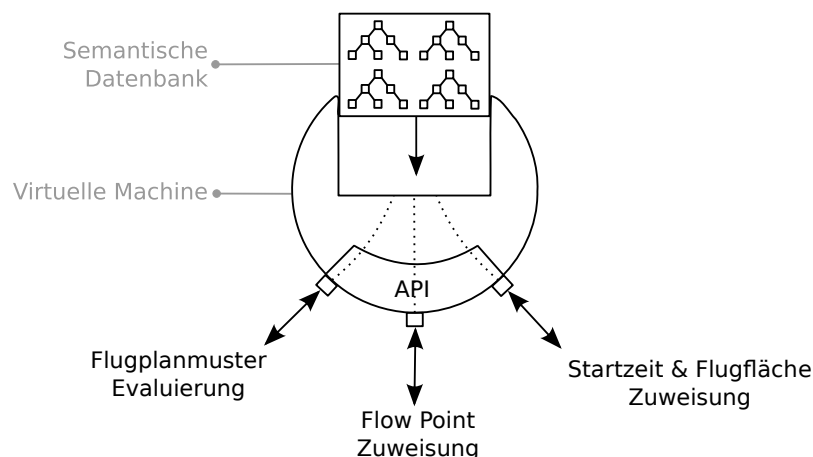 Semantische
Datenbank
Virtuelle Machine
API
Flugplanmuster
Evaluierung
Flow Point
Zuweisung
Startzeit & Flugfläche
Zuweisung